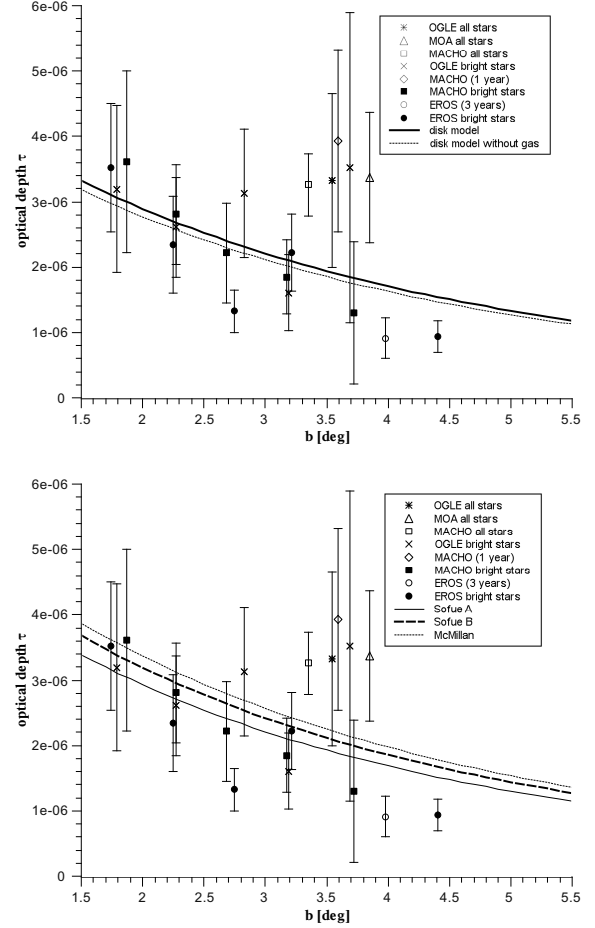 6e-06
5e-06
4e-06
3e-06
2e-06
1e-06
0
optical depth τ
OGLE all stars
MOA all stars
MACHO all stars
OGLE bright stars
MACHO (1 year)
MACHO bright stars
EROS (3 years)
EROS bright stars
disk model
disk model without gas
1.5 2 2.5 3 3.5 4 4.5 5 5.5
b [deg]
6e-06
5e-06
4e-06
3e-06
2e-06
1e-06
0
optical depth τ
OGLE all stars
MOA all stars
MACHO all stars
OGLE bright stars
MACHO (1 year)
MACHO bright stars
EROS (3 years)
EROS bright stars
Sofue A
Sofue B
McMillan
1.5 2 2.5 3 3.5 4 4.5 5 5.5
b [deg]